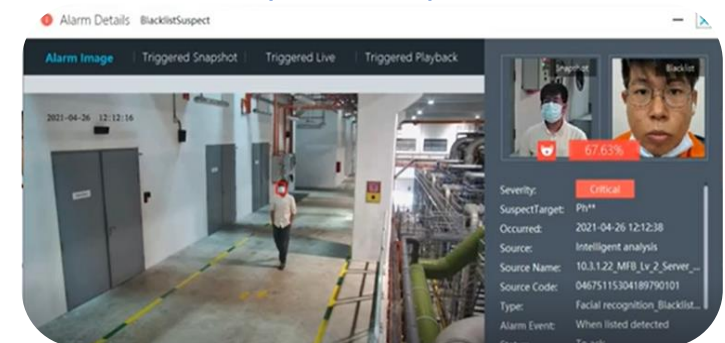 Alarm Details BlacklistSuspect
Alarm Image
Triggered Snapshot
Triggered Live
Triggered Playback
2021-04-26 12:12:16
Snapshot
Blacklist
67.63%
Severity: Critical
SuspectTarget: Ph**
Occurred: 2021-04-26 12:12:38
Source: Intelligent analysis
Source Name: 10.3.1.22_MFB_Lv_2_Server_...
Source Code: 04675115304189790101
Type: Facial recognition_Blacklist...
Alarm Event: When listed detected